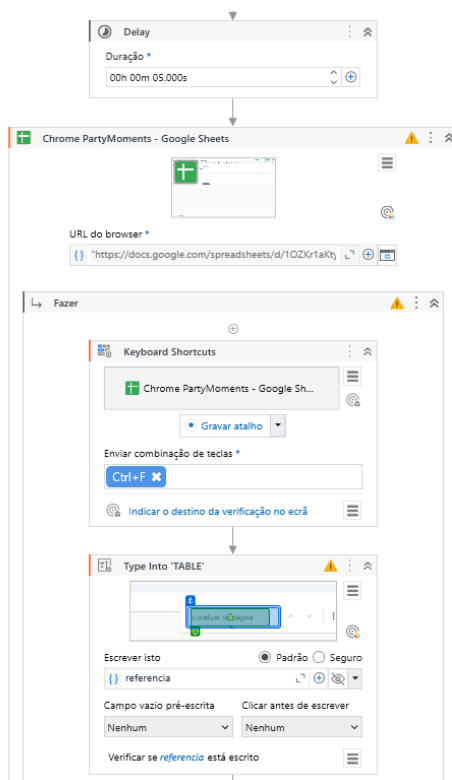 Delay
Duração *
00h 00m 05.000s
Chrome PartyMoments - Google Sheets
URL do browser *
{} "https://docs.google.com/spreadsheets/d/1OZKr1aKty
Fazer
Keyboard Shortcuts
Chrome PartyMoments - Google Sh...
Gravar atalho
Enviar combinação de teclas *
Ctrl+F
Indicar o destino da verificação no ecrã
Type Into 'TABLE'
Escrever isto
Padrão
Seguro
{} referencia
Campo vazio pré-escrita
Clicar antes de escrever
Nenhum
Nenhum
Verificar se referencia está escrito